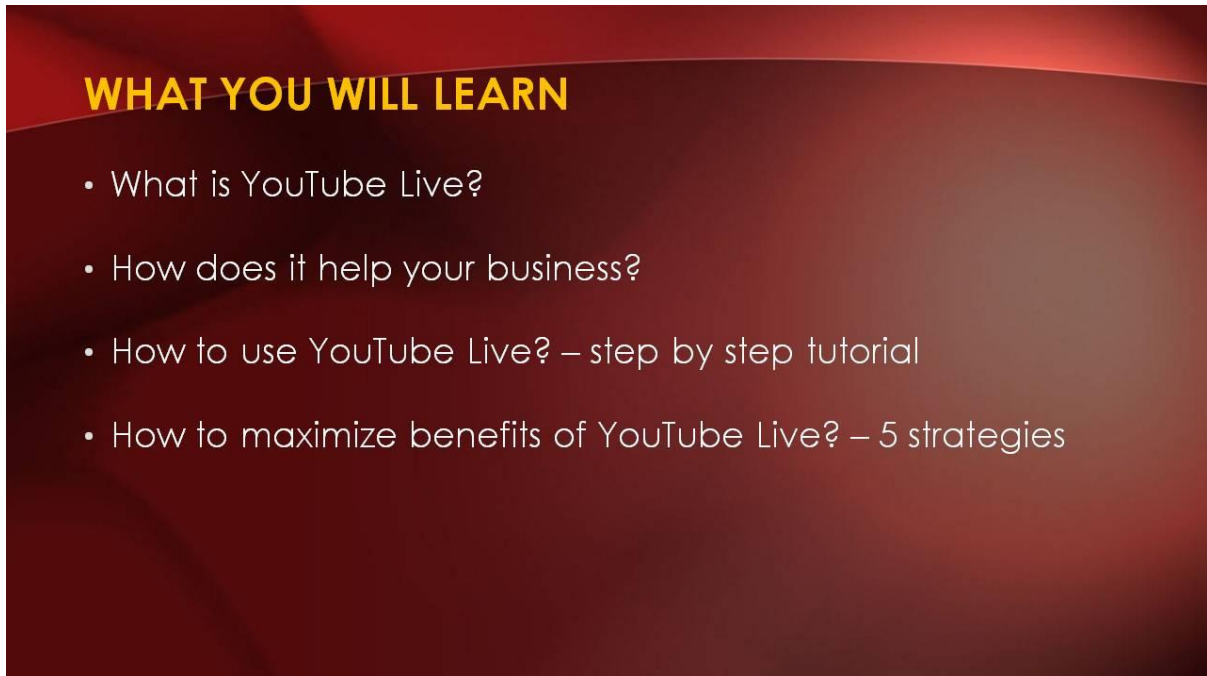 WHAT YOU WILL LEARN
• What is YouTube Live?
• How does it help your business?
• How to use YouTube Live? – step by step tutorial
• How to maximize benefits of YouTube Live? – 5 strategies